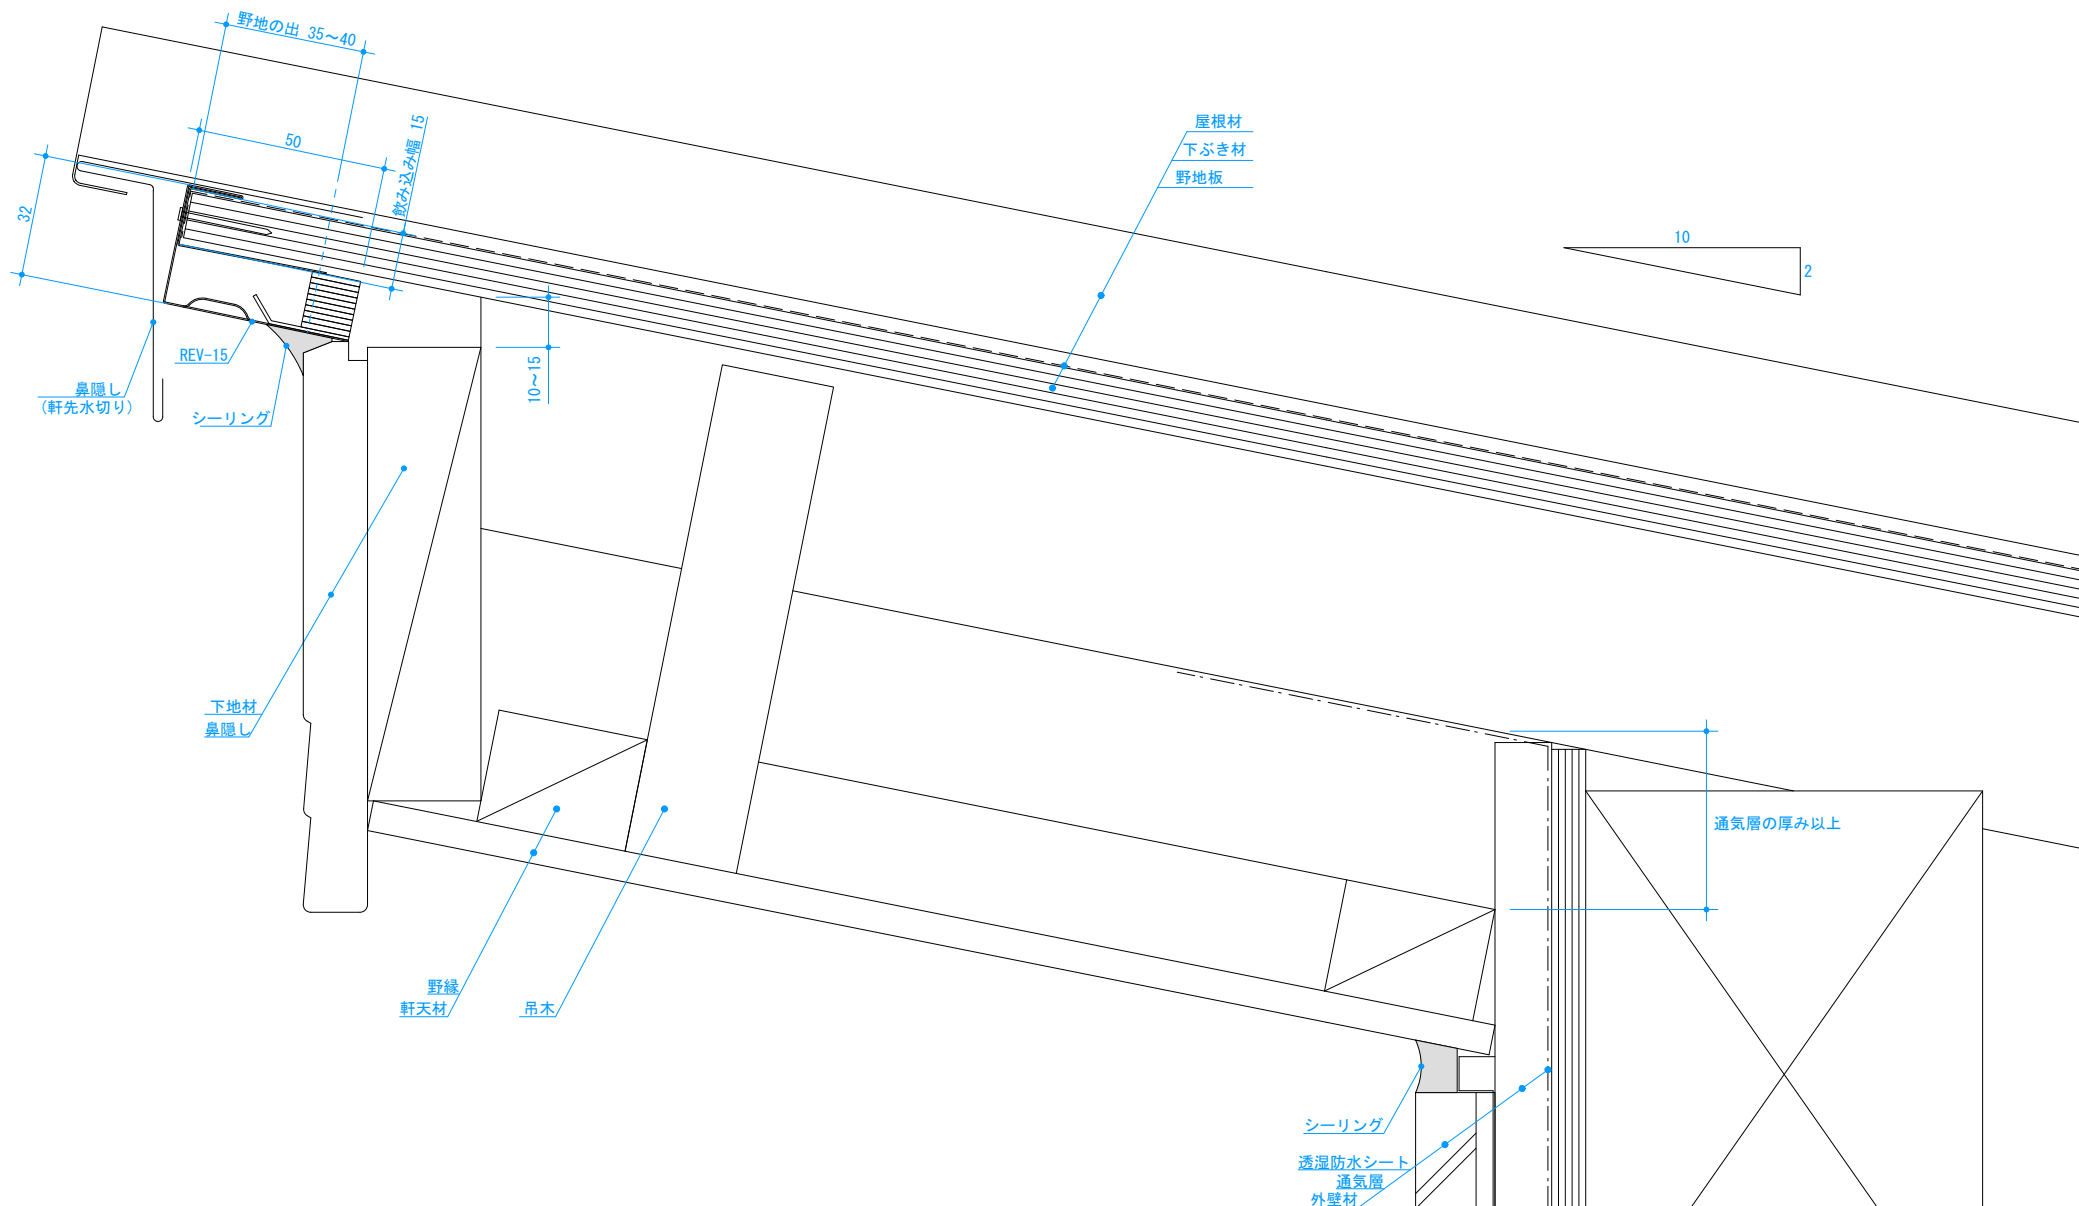 野地の出 35～40
50
飲み込み幅 15
32
屋根材
下ぶき材
野地板
10
2
REV-15
鼻隠し
(軒先水切り)
シーリング
10～15
下地材
鼻隠し
通気層の厚み以上
野縁
軒天材
吊木
シーリング
透湿防水シート
通気層
外壁材